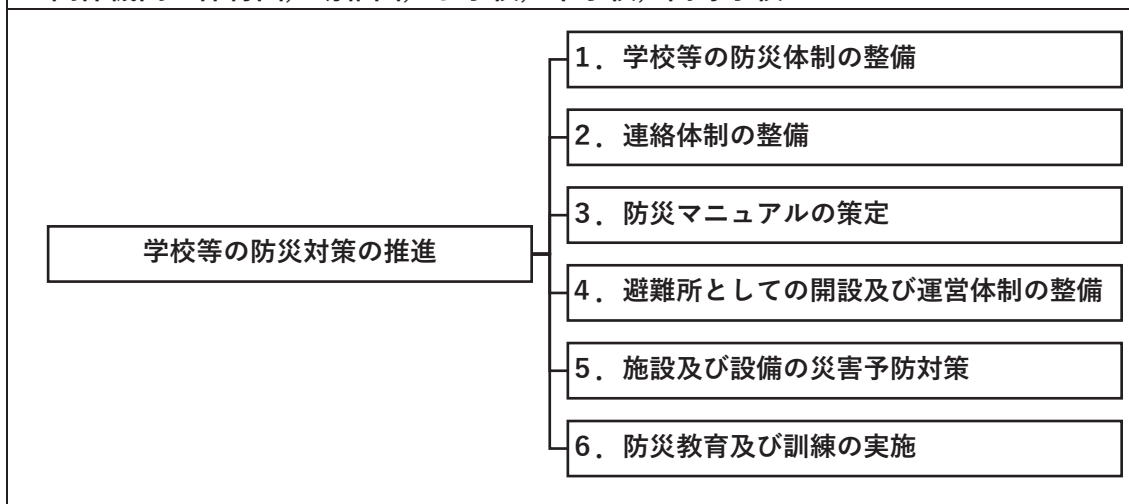 1．学校等の防災体制の整備
2．連絡体制の整備
3．防災マニュアルの策定
学校等の防災対策の推進
4．避難所としての開設及び運営体制の整備
5．施設及び設備の災害予防対策
6．防災教育及び訓練の実施